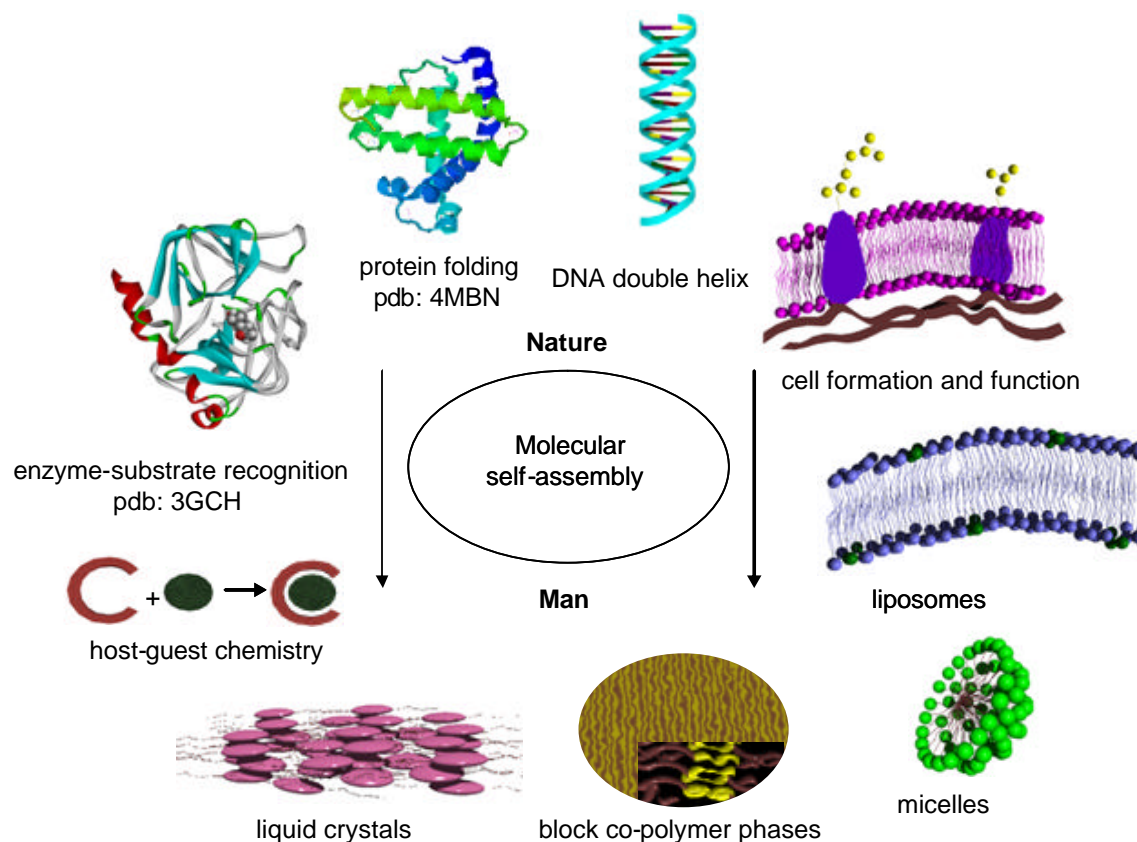 protein folding
pdb: 4MBN
DNA double helix
Nature
cell formation and function
enzyme-substrate recognition
pdb: 3GCH
Molecular
self-assembly
+
Man
liposomes
host-guest chemistry
liquid crystals
block co-polymer phases
micelles